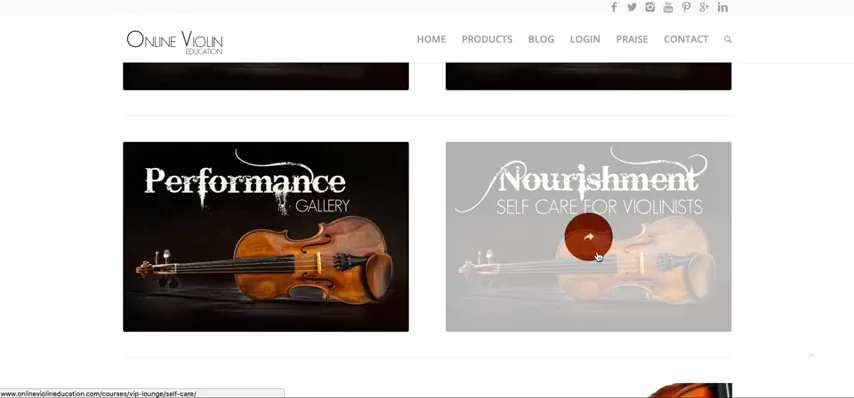 ONLINE VIOLIN
EDUCATION
HOME PRODUCTS BLOG LOGIN PRAISE CONTACT
Performance
GALLERY
Nourishment
SELF CARE FOR VIOLINISTS
www.onlineviolineducation.com/courses/vip-lounge/self-care/